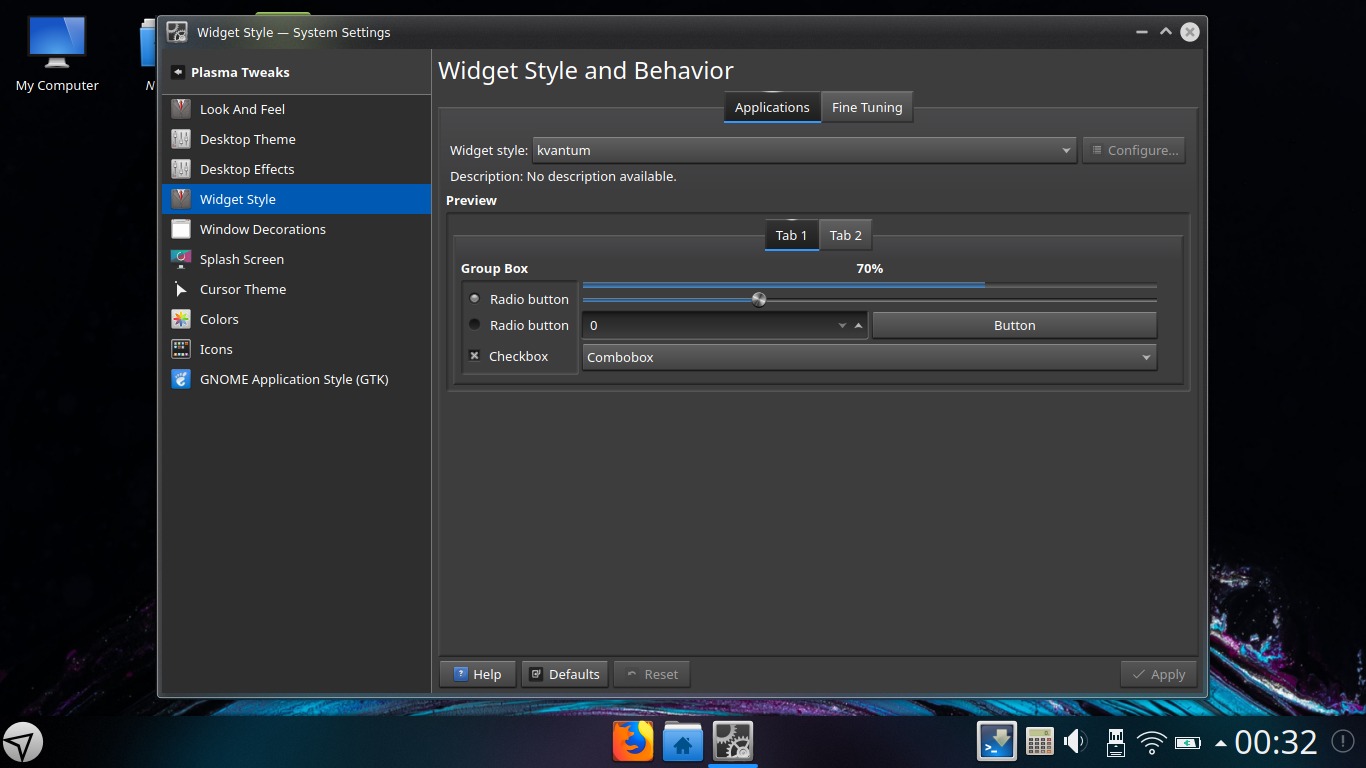 My Computer
N
Widget Style — System Settings
Plasma Tweaks
Look And Feel
Desktop Theme
Desktop Effects
Widget Style
Window Decorations
Splash Screen
Cursor Theme
Colors
Icons
GNOME Application Style (GTK)
Widget Style and Behavior
Applications Fine Tuning
Widget style: kvantum Configure...
Description: No description available.
Preview
Tab 1 Tab 2
Group Box 70%
Radio button
Radio button 0 Button
Checkbox Combobox
Help Defaults Reset Apply
00:32